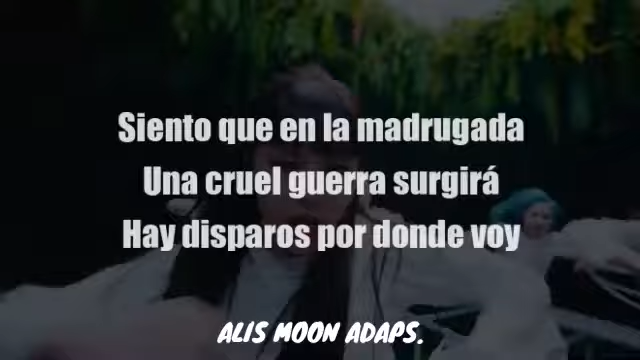 Siento que en la madrugada
Una cruel guerra surgirá
Hay disparos por donde voy
ALIS MOON ADAPS.